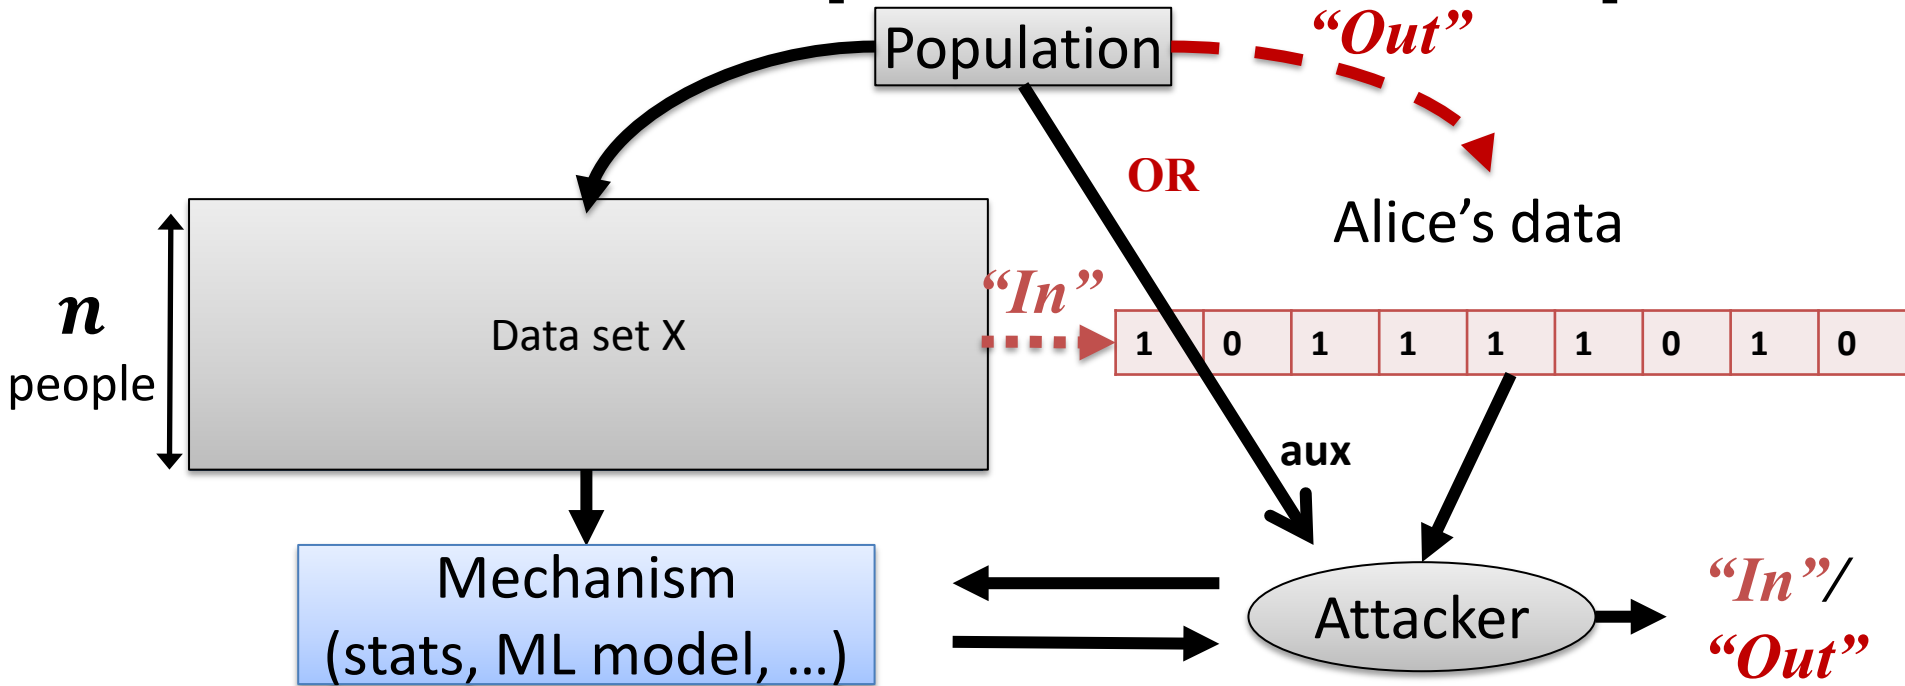 Population
“Out”
OR
Alice’s data
n
people
Data set X
“In”
1 0 1 1 1 1 0 1 0
aux
Mechanism
(stats, ML model, ...)
Attacker
“In”/
“Out”